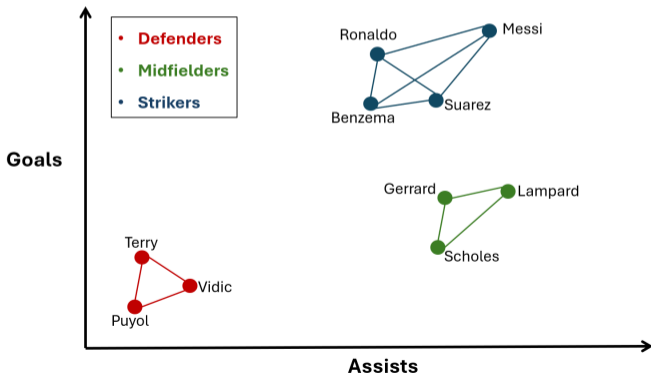 • Defenders
• Midfielders
• Strikers
Ronaldo
Messi
Benzema
Suarez
Goals
Gerrard
Lampard
Scholes
Terry
Vidic
Puyol
Assists